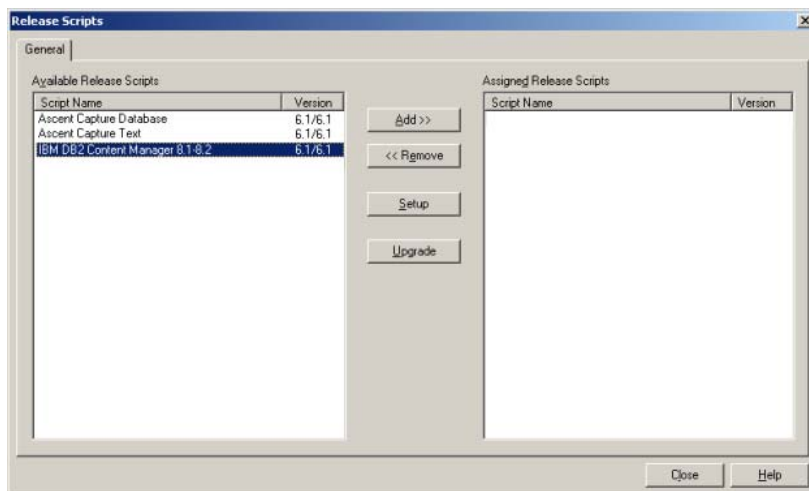 Release Scripts
General
Available Release Scripts
Script Name Version
Ascent Capture Database 6.1/6.1
Ascent Capture Text 6.1/6.1
IBM DB2 Content Manager 8.1-8.2 6.1/6.1
Add >>
<< Remove
Setup
Upgrade
Assigned Release Scripts
Script Name Version
Close Help